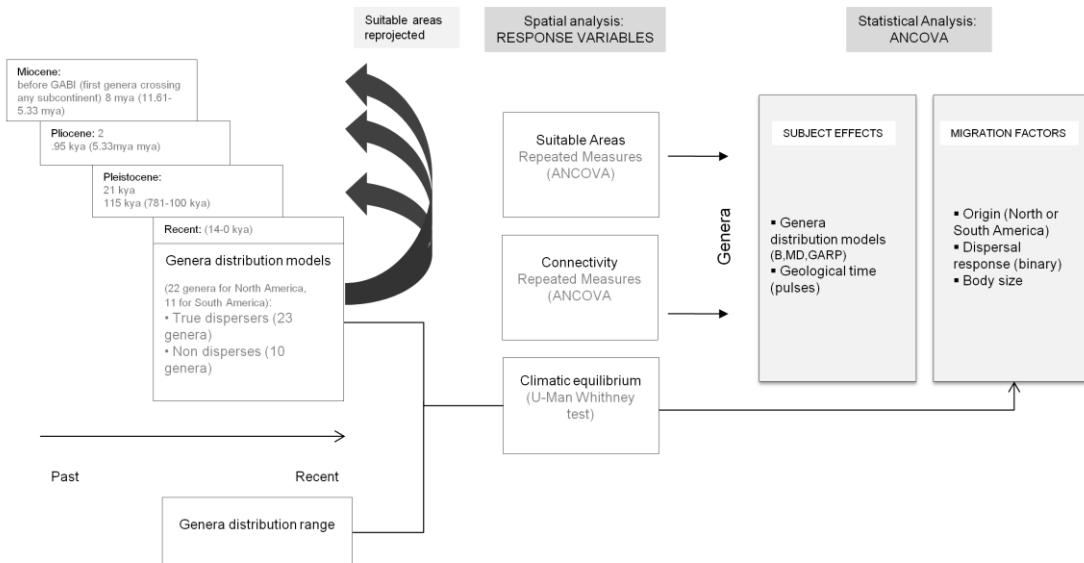 Suitable areas
reprojected
Spatial analysis:
RESPONSE VARIABLES
Statistical Analysis:
ANCOVA
Miocene:
before GABI (first genera crossing
any subcontinent) 8 mya (11.61-
5.33 mya)
Pliocene: 2
.95 kya (5.33mya mya)
Pleistocene:
21 kya
115 kya (781-100 kya)
Recent: (14-0 kya)
Genera distribution models
(22 genera for North America,
11 for South America):
• True dispersers (23
genera)
• Non disperses (10
genera)
Past
Recent
Genera distribution range
Suitable Areas
Repeated Measures
(ANCOVA)
Connectivity
Repeated Measures
(ANCOVA
Climatic equilibrium
(U-Man Whithney
test)
Genera
SUBJECT EFFECTS
▪ Genera
distribution models
(B,MD,GARP)
▪ Geological time
(pulses)
MIGRATION FACTORS
▪ Origin (North or
South America)
▪ Dispersal
response (binary)
▪ Body size